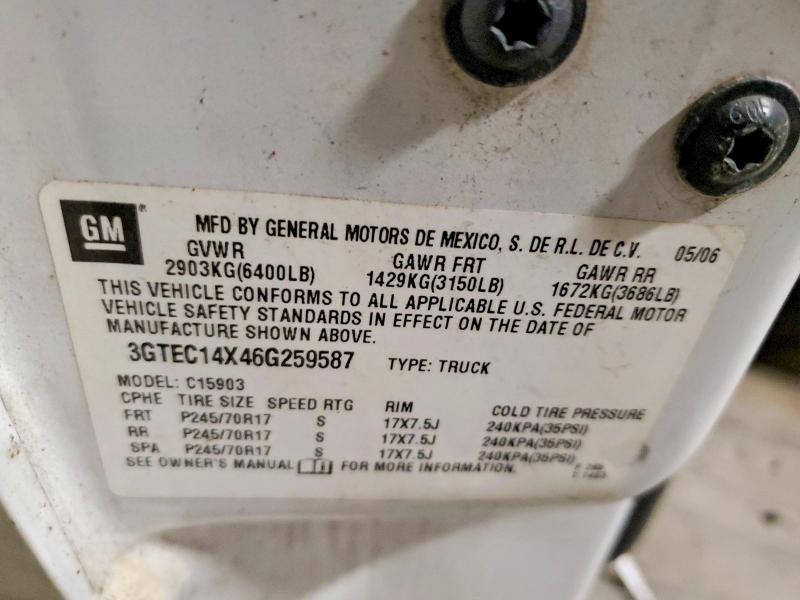 GM ® MFD BY GENERAL MOTORS DE MEXICO, S. DE R.L. DE C.V. 05/06
GVWR GAWR FRT GAWR RR
2903KG(6400LB) 1429KG(3150LB) 1672KG(3686LB)
THIS VEHICLE CONFORMS TO ALL APPLICABLE U.S. FEDERAL MOTOR
VEHICLE SAFETY STANDARDS IN EFFECT ON THE DATE OF
MANUFACTURE SHOWN ABOVE.
3GTEC14X46G259587 TYPE: TRUCK
MODEL: C15903
CPHE TIRE SIZE SPEED RTG RIM COLD TIRE PRESSURE
FRT P245/70R17 S 17X7.5J 240KPA(35PSI)
RR P245/70R17 S 17X7.5J 240KPA(35PSI)
SPA P245/70R17 S 17X7.5J 240KPA(35PSI)
SEE OWNER'S MANUAL FOR MORE INFORMATION.